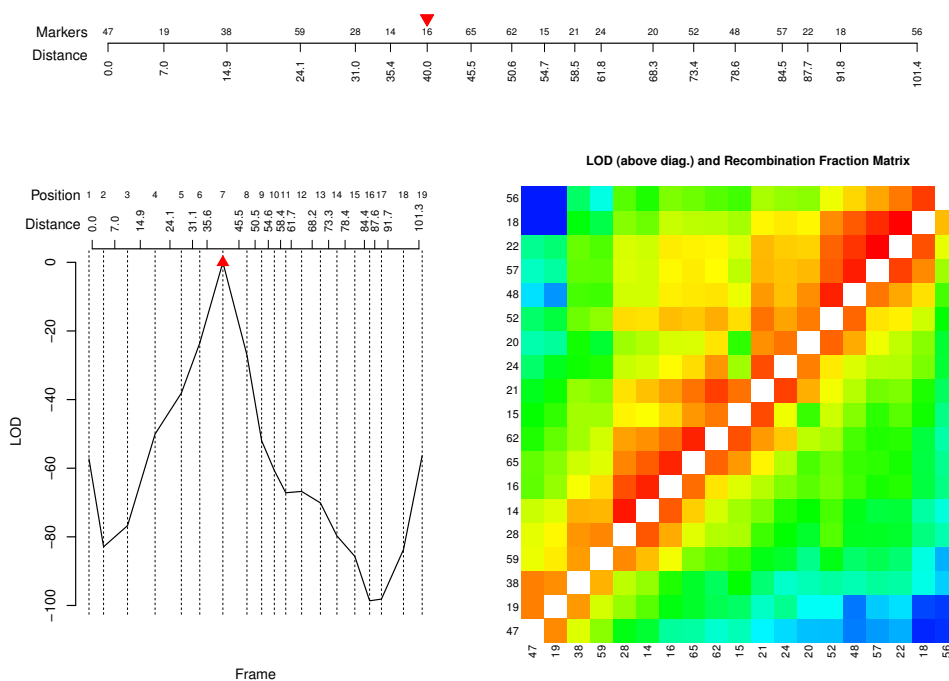 Markers 47 19 38 59 28 14 16 65 62 15 21 24 20 52 48 57 22 18 56
Distance
0.0 7.0 14.9 24.1 31.0 35.4 40.0 45.5 50.6 54.7 58.5 61.8 68.3 73.4 78.6 84.5 87.7 91.8 101.4
LOD (above diag.) and Recombination Fraction Matrix
Position 1 2 3 4 5 6 7 8 9 10 11 12 13 14 15 16 17 18 19
Distance 0.0 7.0 14.9 24.1 31.1 35.6 45.5 50.5 54.6 58.4 61.7 68.2 73.3 78.4 84.4 87.6 91.7 101.3
0
−20
−40
−60
−80
−100
LOD
Frame
56
18
22
57
48
52
20
24
21
15
62
65
16
14
28
59
38
19
47
47 19 38 59 28 14 16 65 62 15 21 24 20 52 48 57 22 18 56